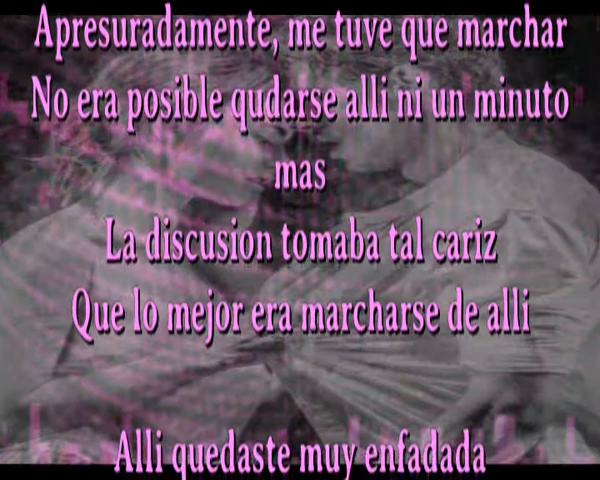 Apresuradamente, me tuve que marchar
No era posible qudarse alli ni un minuto
mas
La discusion tomaba tal cariz
Que lo mejor era marcharse de alli
Alli quedaste muy enfadada